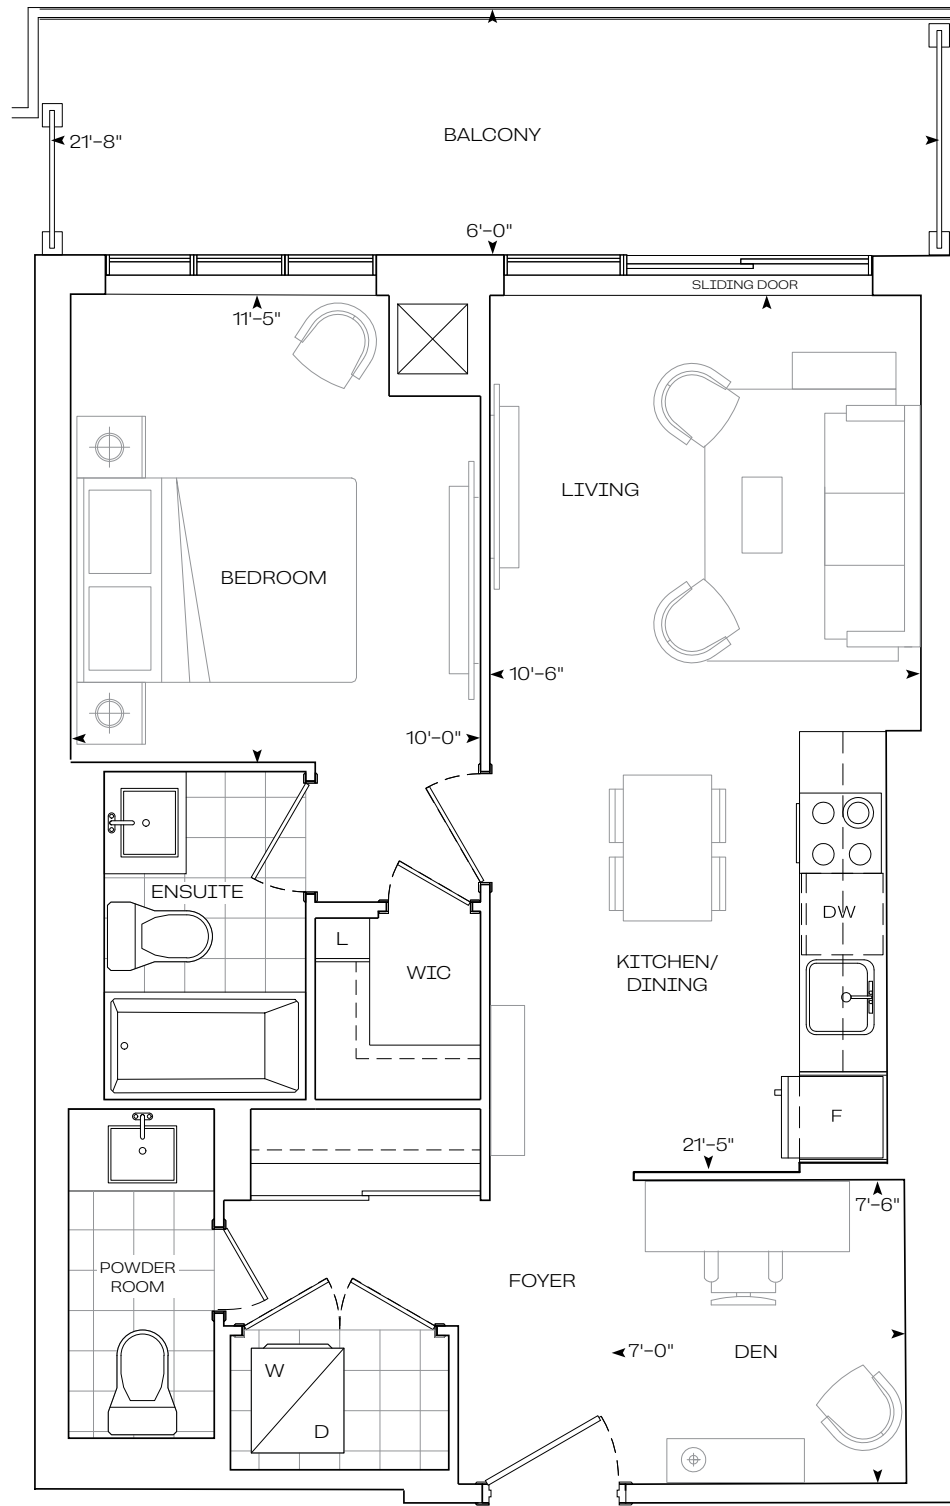 BALCONY
21'-8"
6'-0"
SLIDING DOOR
11'-5"
LIVING
BEDROOM
10'-6"
10'-0"
ENSUITE
DW
L
WIC
KITCHEN/
DINING
F
21'-5"
7'-6"
POWDER
ROOM
FOYER
7'-0"
DEN
W
D